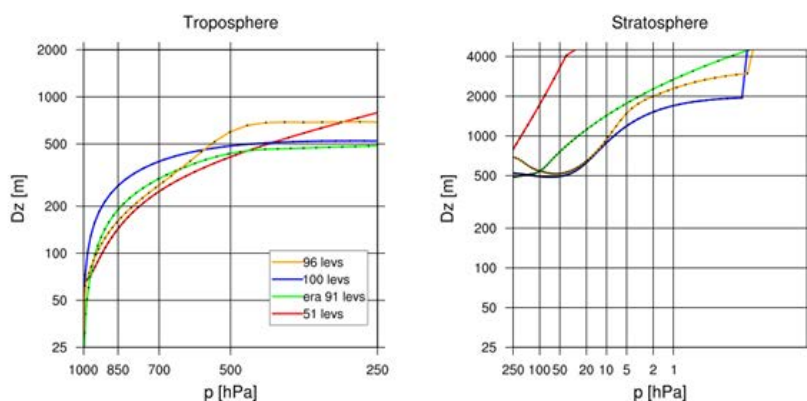 Troposphere
2000
1000
500
200
100
50
25
Dz [m]
1000 850 700 500 250
p [hPa]
96 levs
100 levs
era 91 levs
51 levs
Stratosphere
4000
2000
1000
500
200
100
50
25
Dz [m]
250 100 50 20 10 5 2 1
p [hPa]